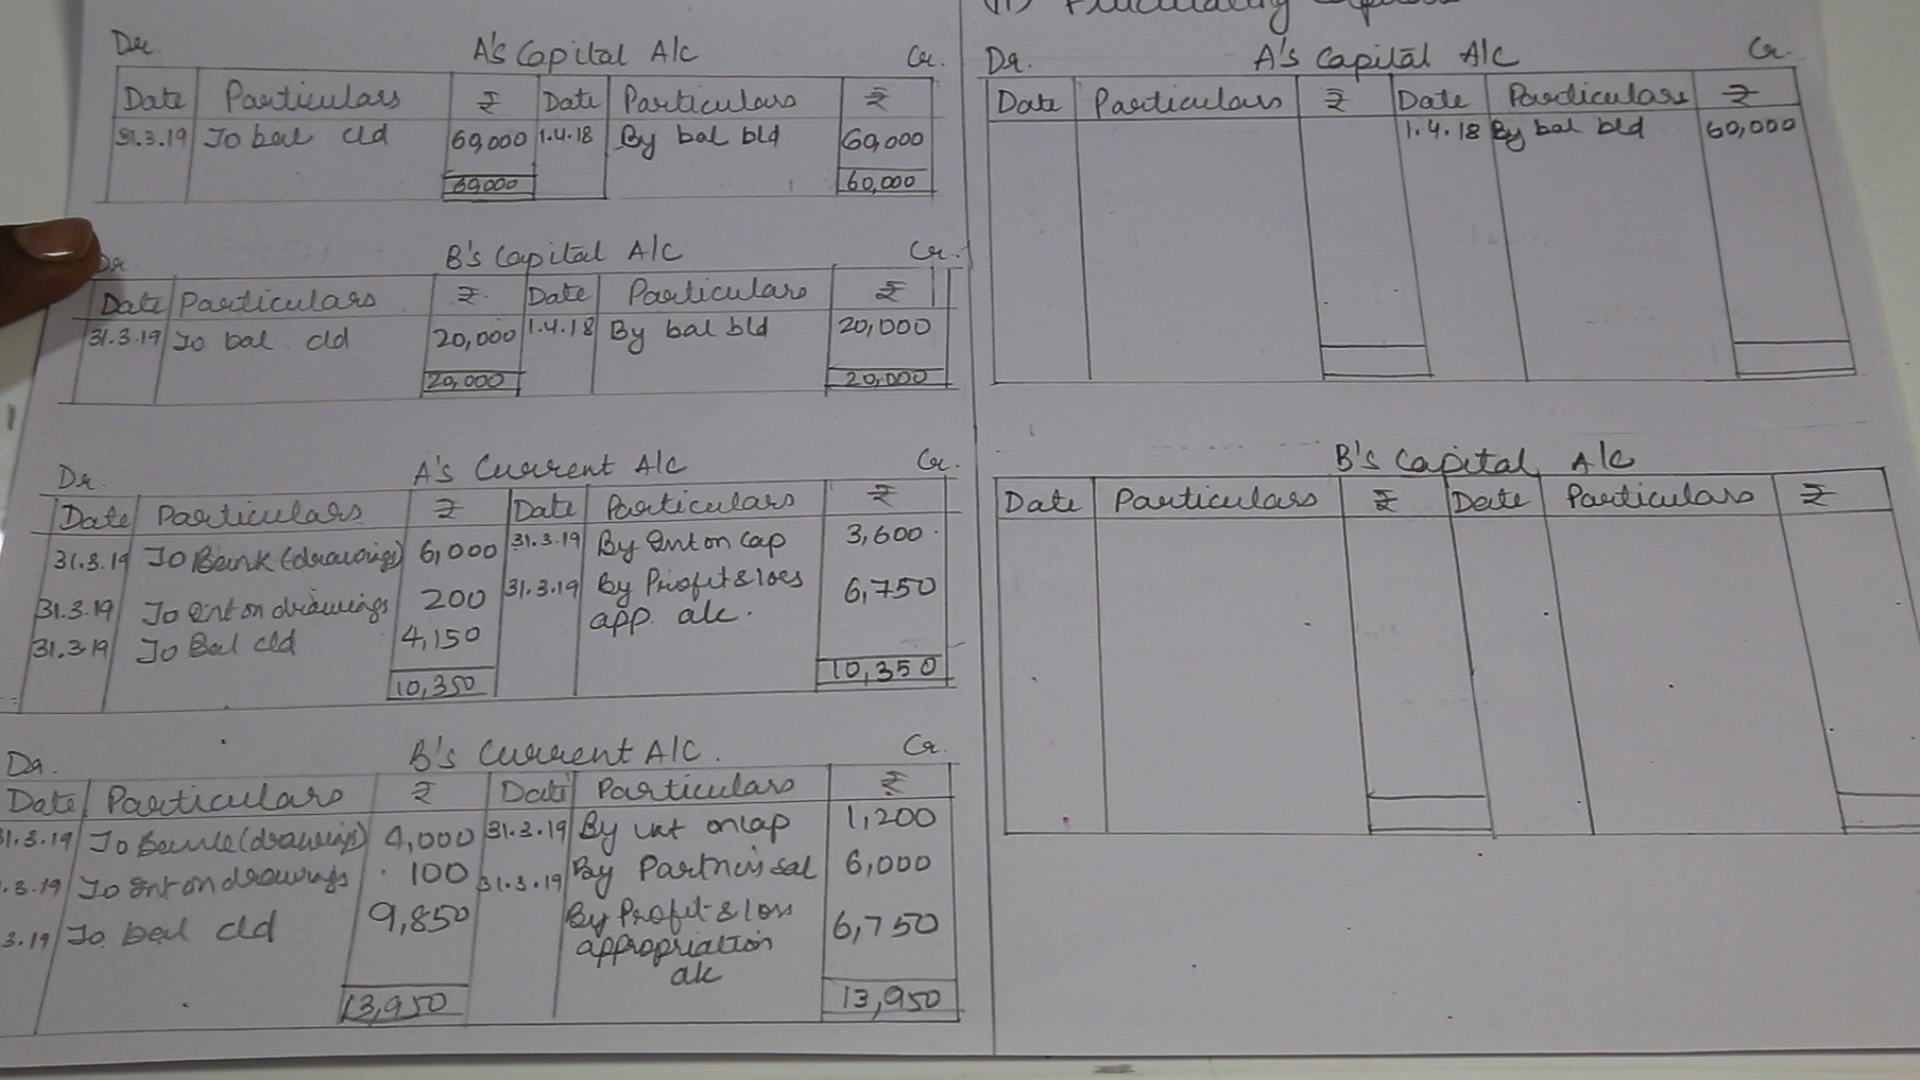 Dr. A's Capital A/c Cr.
Date Particulars ₹ Date Particulars ₹
31.3.19 To bal c/d 60,000 1.4.18 By bal b/d 60,000
60,000 60,000
Dr. B's Capital A/c Cr.
Date Particulars ₹ Date Particulars ₹
31.3.19 To bal c/d 20,000 1.4.18 By bal b/d 20,000
20,000 20,000
Dr. A's Current A/c Cr.
Date Particulars ₹ Date Particulars ₹
31.3.19 To Bank (drawings) 6,000 31.3.19 By Int on Cap 3,600
31.3.19 To Int on drawings 200 31.3.19 By Profit & loss
app. a/c.  6,750
31.3.19 To Bal c/d 4,150
10,350 10,350
Dr. B's Current A/c. Cr.
Date Particulars ₹ Date Particulars ₹
31.3.19 To Bank (drawings) 4,000 31.3.19 By int on cap 1,200
.3.19 To Int on drawings 100 31.3.19 By Partners sal 6,000
3.19 To bal c/d 9,850 By Profit & loss
appropriation 6,750
a/c
13,950 13,950
(ii)
Dr. A's Capital A/c Cr.
Date Particulars ₹ Date Particulars ₹
1.4.18 By bal b/d 60,000
B's Capital A/c
Date Particulars ₹ Date Particulars ₹